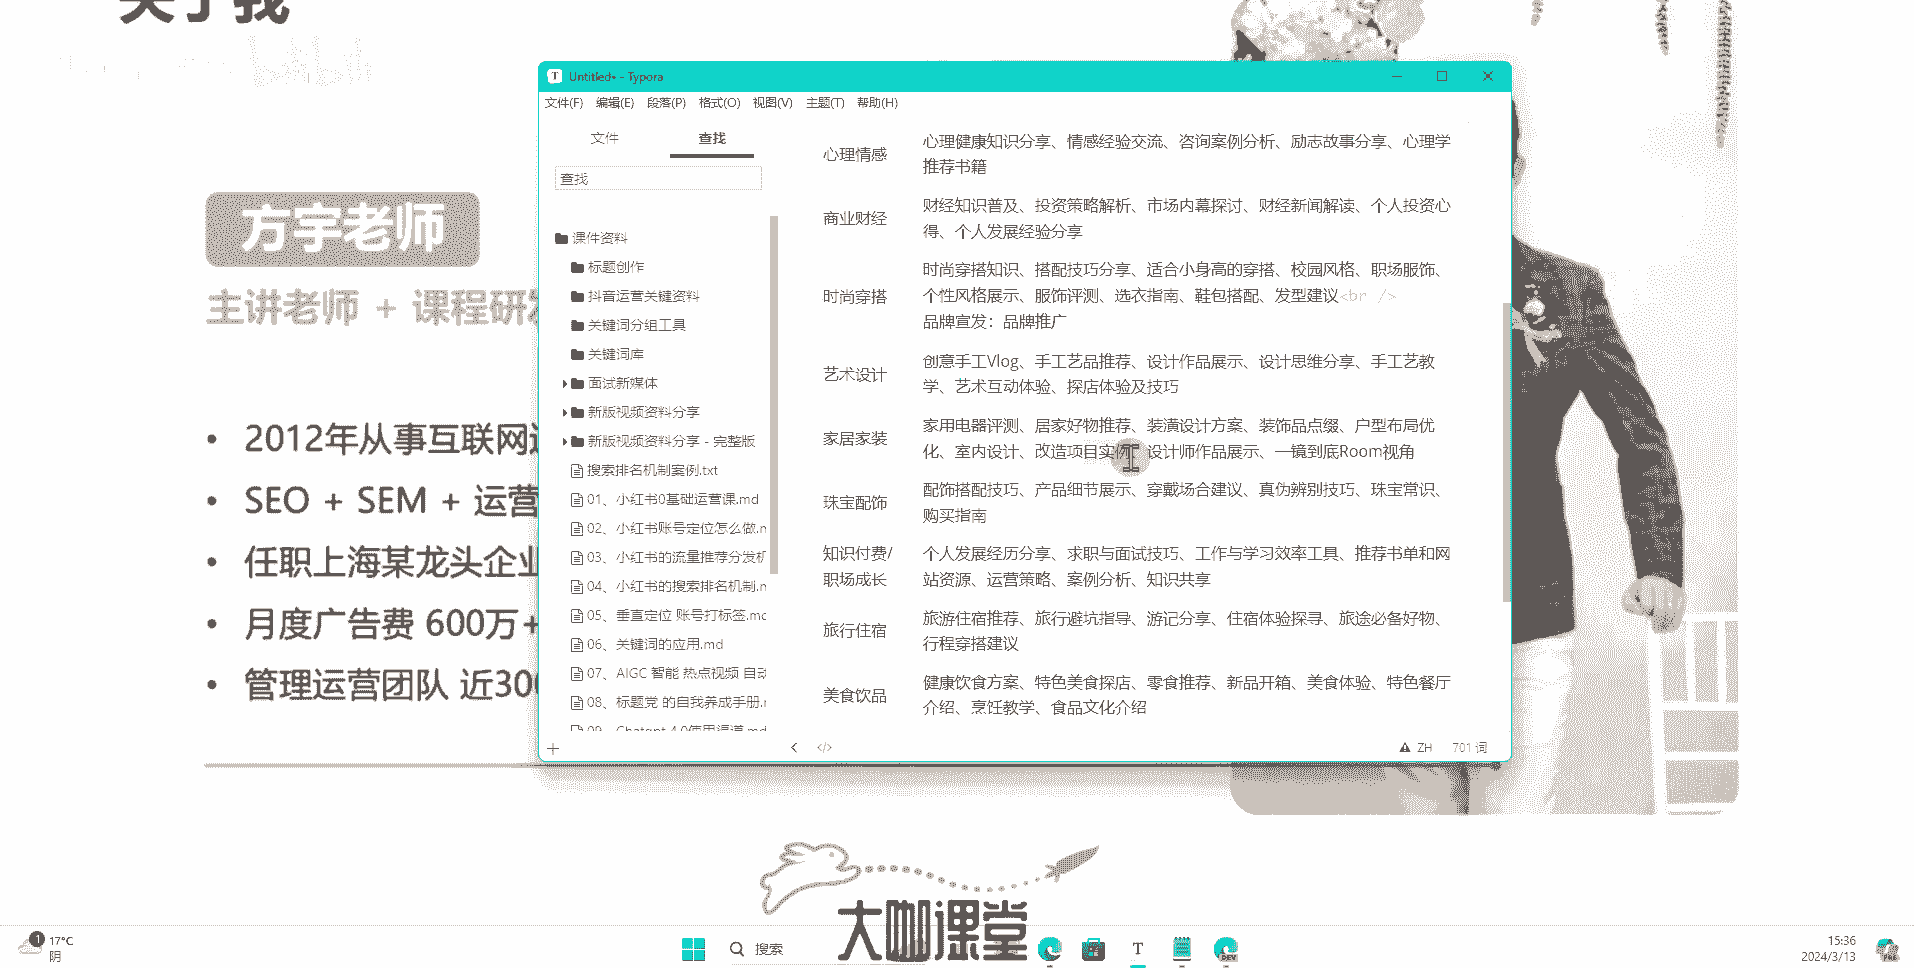 关于我
bilibili
方宇老师
主讲老师 + 课程研发
• 2012年从事互联网运
• SEO + SEM + 运营
• 任职上海某龙头企业
• 月度广告费 600万+
• 管理运营团队 近300
Untitled• - Typora
文件(F) 编辑(E) 段落(P) 格式(O) 视图(V) 主题(T) 帮助(H)
文件 查找
查找
课件资料
标题创作
抖音运营关键资料
关键词分组工具
关键词库
面试新媒体
新版视频资料分享
新版视频资料分享 - 完整版
搜索排名机制案例.txt
01、小红书0基础运营课.md
02、小红书账号定位怎么做.m
03、小红书的流量推荐分发机
04、小红书的搜索排名机制.m
05、垂直定位 账号打标签.md
06、关键词的应用.md
07、AIGC 智能 热点视频 自动
08、标题党 的自我养成手册.m
09、Chatgpt 4.0使用渠道.md
心理情感
心理健康知识分享、情感经验交流、咨询案例分析、励志故事分享、心理学
推荐书籍
商业财经
财经知识普及、投资策略解析、市场内幕探讨、财经新闻解读、个人投资心
得、个人发展经验分享
时尚穿搭
时尚穿搭知识、搭配技巧分享、适合小身高的穿搭、校园风格、职场服饰、
个性风格展示、服饰评测、选衣指南、鞋包搭配、发型建议<br />
品牌宣发：品牌推广
艺术设计
创意手工Vlog、手工艺品推荐、设计作品展示、设计思维分享、手工艺教
学、艺术互动体验、探店体验及技巧
家居家装
家用电器评测、居家好物推荐、装潢设计方案、装饰品点缀、户型布局优
化、室内设计、改造项目实例、设计师作品展示、一镜到底Room视角
珠宝配饰
配饰搭配技巧、产品细节展示、穿戴场合建议、真伪辨别技巧、珠宝常识、
购买指南
知识付费/
职场成长
个人发展经历分享、求职与面试技巧、工作与学习效率工具、推荐书单和网
站资源、运营策略、案例分析、知识共享
旅行住宿
旅游住宿推荐、旅行避坑指导、游记分享、住宿体验探寻、旅途必备好物、
行程穿搭建议
美食饮品
健康饮食方案、特色美食探店、零食推荐、新品开箱、美食体验、特色餐厅
介绍、烹饪教学、食品文化介绍
ZH 701 词
大咖课堂
1 17°C
阴
搜索
DEV
15:36
2024/3/13
PRE